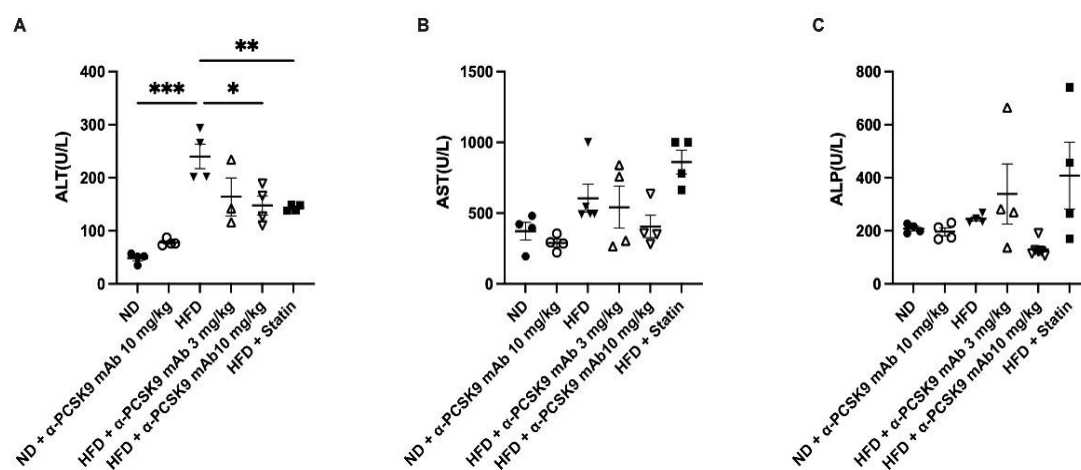 A
**
***
*
ALT(U/L)
400
300
200
100
0
ND
ND + α-PCSK9 mAb 10 mg/kg
HFD
HFD + α-PCSK9 mAb 3 mg/kg
HFD + α-PCSK9 mAb10 mg/kg
HFD + Statin
B
AST(U/L)
1500
1000
500
0
ND
ND + α-PCSK9 mAb 10 mg/kg
HFD
HFD + α-PCSK9 mAb 3 mg/kg
HFD + α-PCSK9 mAb10 mg/kg
HFD + Statin
C
ALP(U/L)
800
600
400
200
0
ND
ND + α-PCSK9 mAb 10 mg/kg
HFD
HFD + α-PCSK9 mAb 3 mg/kg
HFD + α-PCSK9 mAb10 mg/kg
HFD + Statin